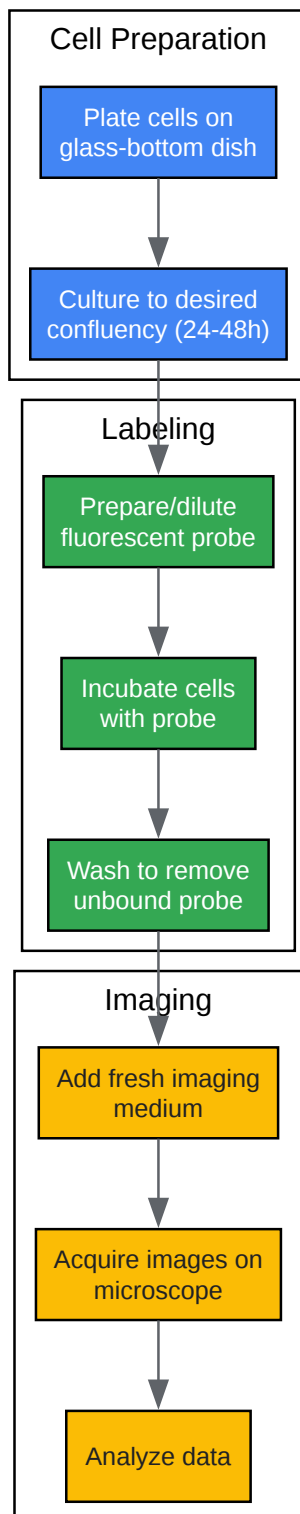 Cell Preparation
Plate cells on
glass-bottom dish
Culture to desired
confluency (24-48h)
Labeling
Prepare/dilute
fluorescent probe
Incubate cells
with probe
Wash to remove
unbound probe
Imaging
Add fresh imaging
medium
Acquire images on
microscope
Analyze data